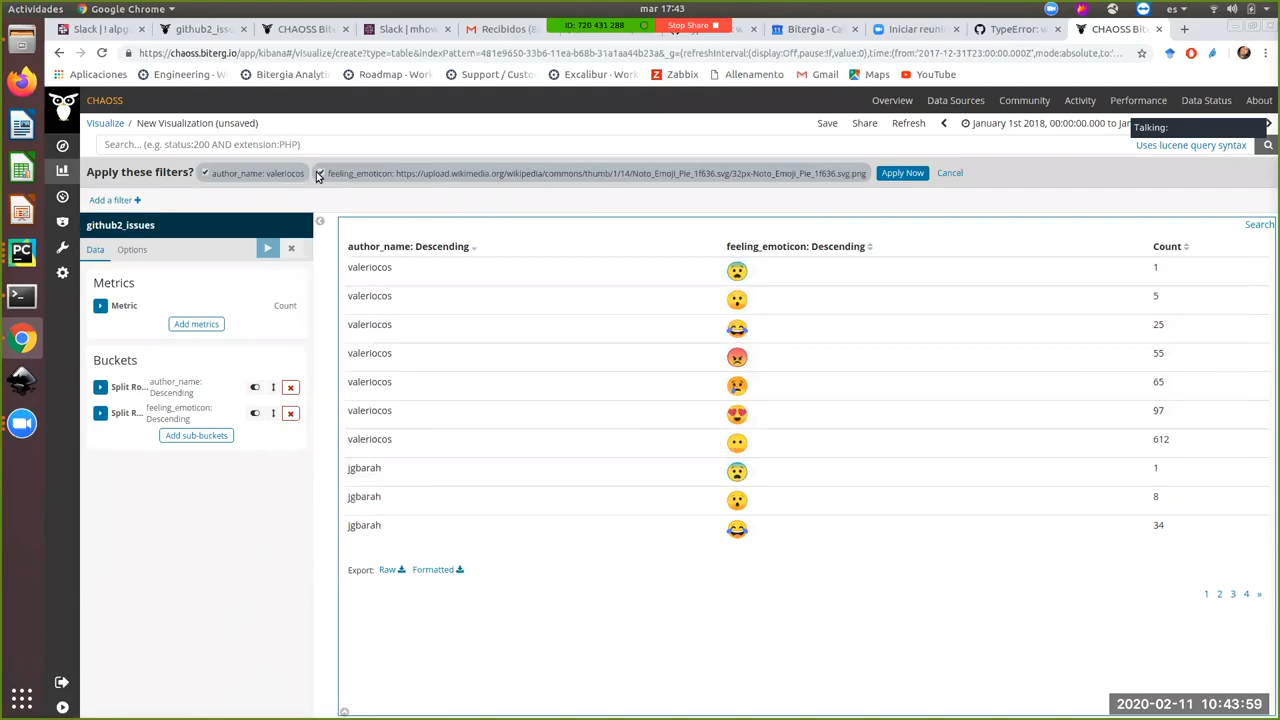 Actividades Google Chrome mar 17:43 es
ID: 720 431 288 Stop Share
Slack | ! alpg github2_iss CHAOSS Bi Slack | mhow Recibidos Bitergia - Ca Iniciar reuni TypeError: CHAOSS Bit
https://chaoss.biterg.io/app/kibana#/visualize/create?type=table&indexPattern=481e9550-33b6-11ea-b68b-31a1aa44b23a&_g=(refreshInterval:(display:Off,pause:!f,value:0),time:(from:'2017-12-31T23:00:00.000Z',mode:absolute,to:'
Aplicaciones Engineering - W Bitergia Analytic Roadmap - Work Support / Custo Excalibur - Work Zabbix Allenamento Gmail Maps YouTube
CHAOSS Overview Data Sources Community Activity Performance Data Status About
Visualize / New Visualization (unsaved) Save Share Refresh January 1st 2018, 00:00:00.000 to Jan
Talking:
Search... (e.g. status:200 AND extension:PHP) Uses lucene query syntax
Apply these filters? author_name: valeriocos feeling_emoticon: https://upload.wikimedia.org/wikipedia/commons/thumb/1/14/Noto_Emoji_Pie_1f636.svg/32px-Noto_Emoji_Pie_1f636.svg.png Apply Now Cancel
Add a filter +
github2_issues
Search
Data Options
author_name: Descending feeling_emoticon: Descending Count
valeriocos 1
valeriocos 5
valeriocos 25
valeriocos 55
valeriocos 65
valeriocos 97
valeriocos 612
jgbarah 1
jgbarah 8
jgbarah 34
Metrics
Metric Count
Add metrics
Buckets
Split Ro... author_name: Descending
Split R... feeling_emoticon: Descending
Add sub-buckets
Export: Raw Formatted
1 2 3 4 »
2020-02-11 10:43:59